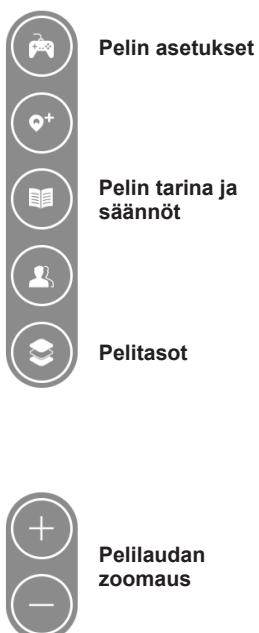 Pelin asetukset
Pelin tarina ja
säännöt
Pelitasot
Pelilaudan
zoomaus